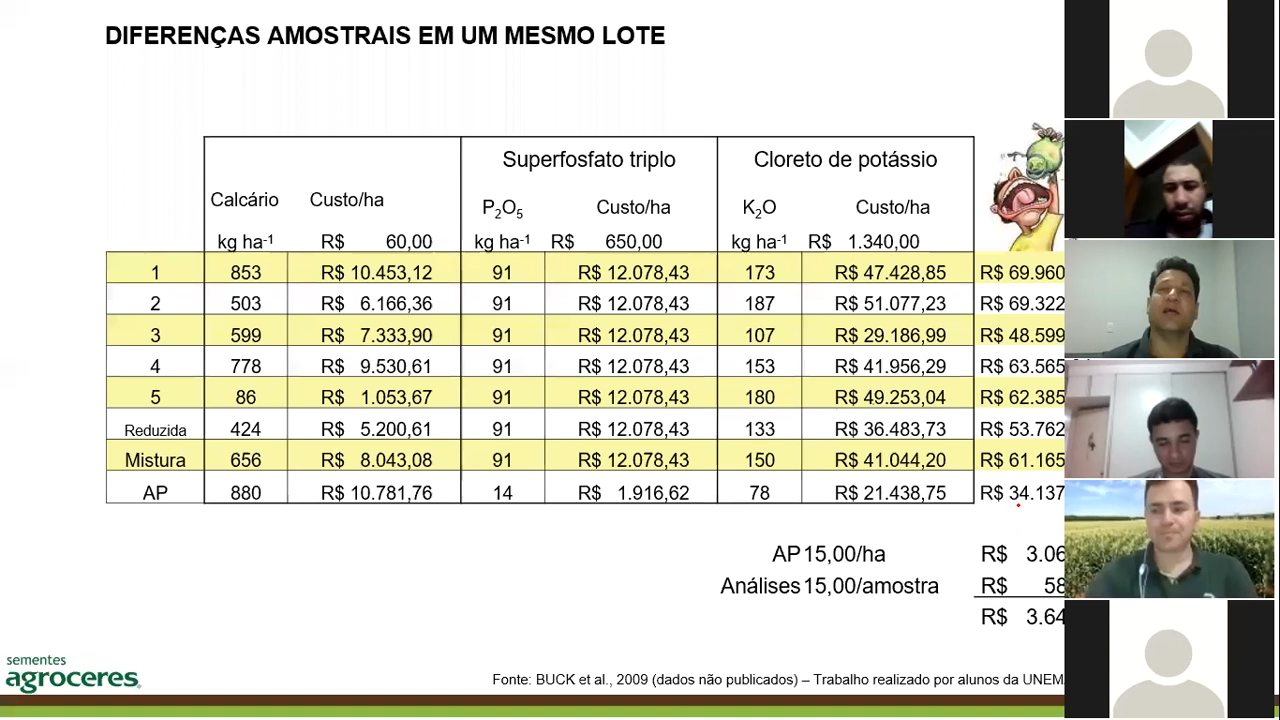 DIFERENÇAS AMOSTRAIS EM UM MESMO LOTE
Superfosfato triplo Cloreto de potássio
Calcário Custo/ha P₂O₅ Custo/ha K₂O Custo/ha
kg ha⁻¹ R$ 60,00 kg ha⁻¹ R$ 650,00 kg ha⁻¹ R$ 1.340,00
1 853 R$ 10.453,12 91 R$ 12.078,43 173 R$ 47.428,85 R$ 69.960
2 503 R$ 6.166,36 91 R$ 12.078,43 187 R$ 51.077,23 R$ 69.322
3 599 R$ 7.333,90 91 R$ 12.078,43 107 R$ 29.186,99 R$ 48.599
4 778 R$ 9.530,61 91 R$ 12.078,43 153 R$ 41.956,29 R$ 63.565
5 86 R$ 1.053,67 91 R$ 12.078,43 180 R$ 49.253,04 R$ 62.385
Reduzida 424 R$ 5.200,61 91 R$ 12.078,43 133 R$ 36.483,73 R$ 53.762
Mistura 656 R$ 8.043,08 91 R$ 12.078,43 150 R$ 41.044,20 R$ 61.165
AP 880 R$ 10.781,76 14 R$ 1.916,62 78 R$ 21.438,75 R$ 34.137
AP 15,00/ha R$ 3.06
Análises 15,00/amostra R$ 58
R$ 3.64
sementes
agroceres
Fonte: BUCK et al., 2009 (dados não publicados) – Trabalho realizado por alunos da UNEM